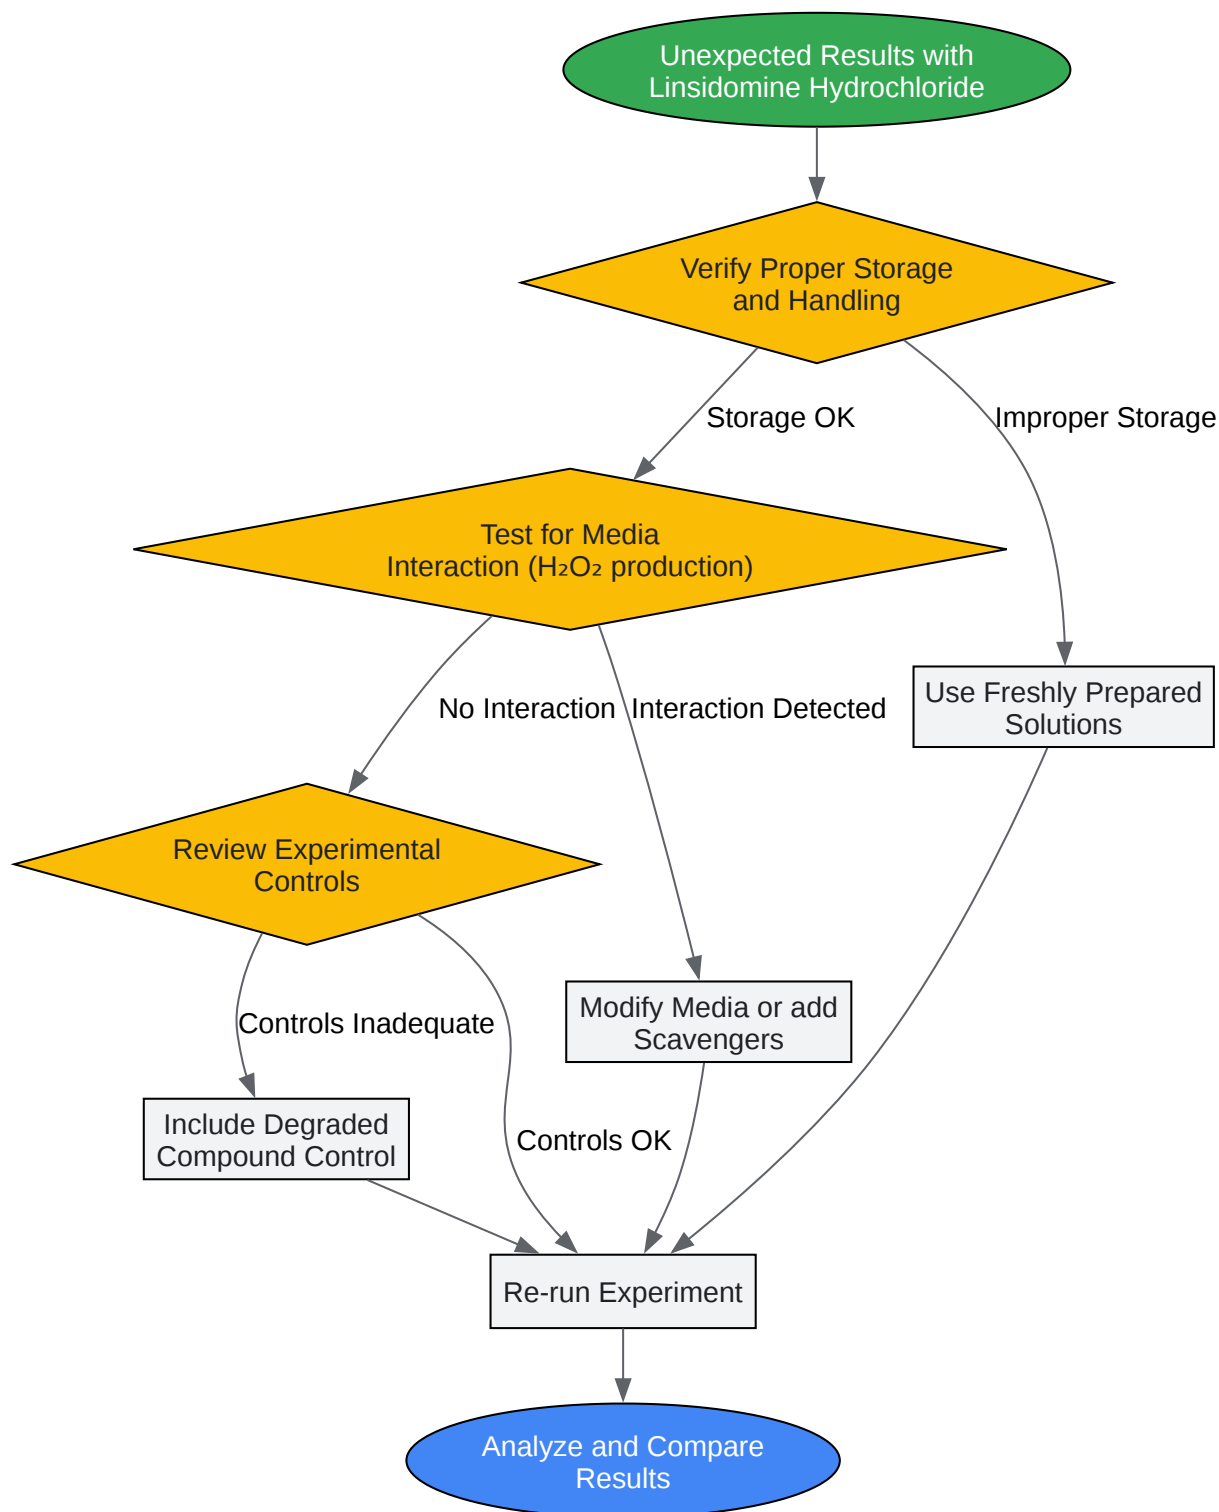 Unexpected Results with
Linsidomine Hydrochloride
Verify Proper Storage
and Handling
Storage OK
Improper Storage
Test for Media
Interaction (H₂O₂ production)
No Interaction
Interaction Detected
Use Freshly Prepared
Solutions
Review Experimental
Controls
Controls Inadequate
Modify Media or add
Scavengers
Include Degraded
Compound Control
Controls OK
Re-run Experiment
Analyze and Compare
Results